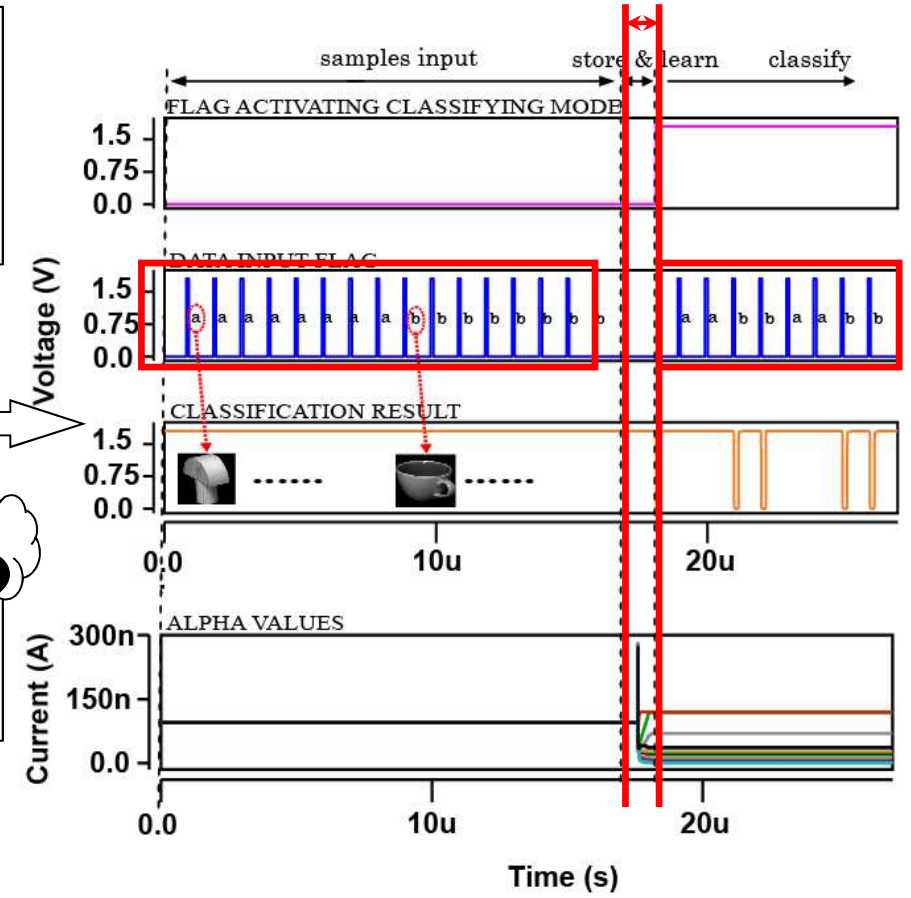 samples input store & learn classify
FLAG ACTIVATING CLASSIFYING MODE
1.5
0.75
0.0
DATA INPUT FLAG
1.5
0.75
0.0
a a a a a a a a b b b b b b b b a a b b a a b b
CLASSIFICATION RESULT
1.5
0.75
0.0
0.0 10u 20u
Voltage (V)
ALPHA VALUES
300n
150n
0.0
Current (A)
0.0 10u 20u
Time (s)